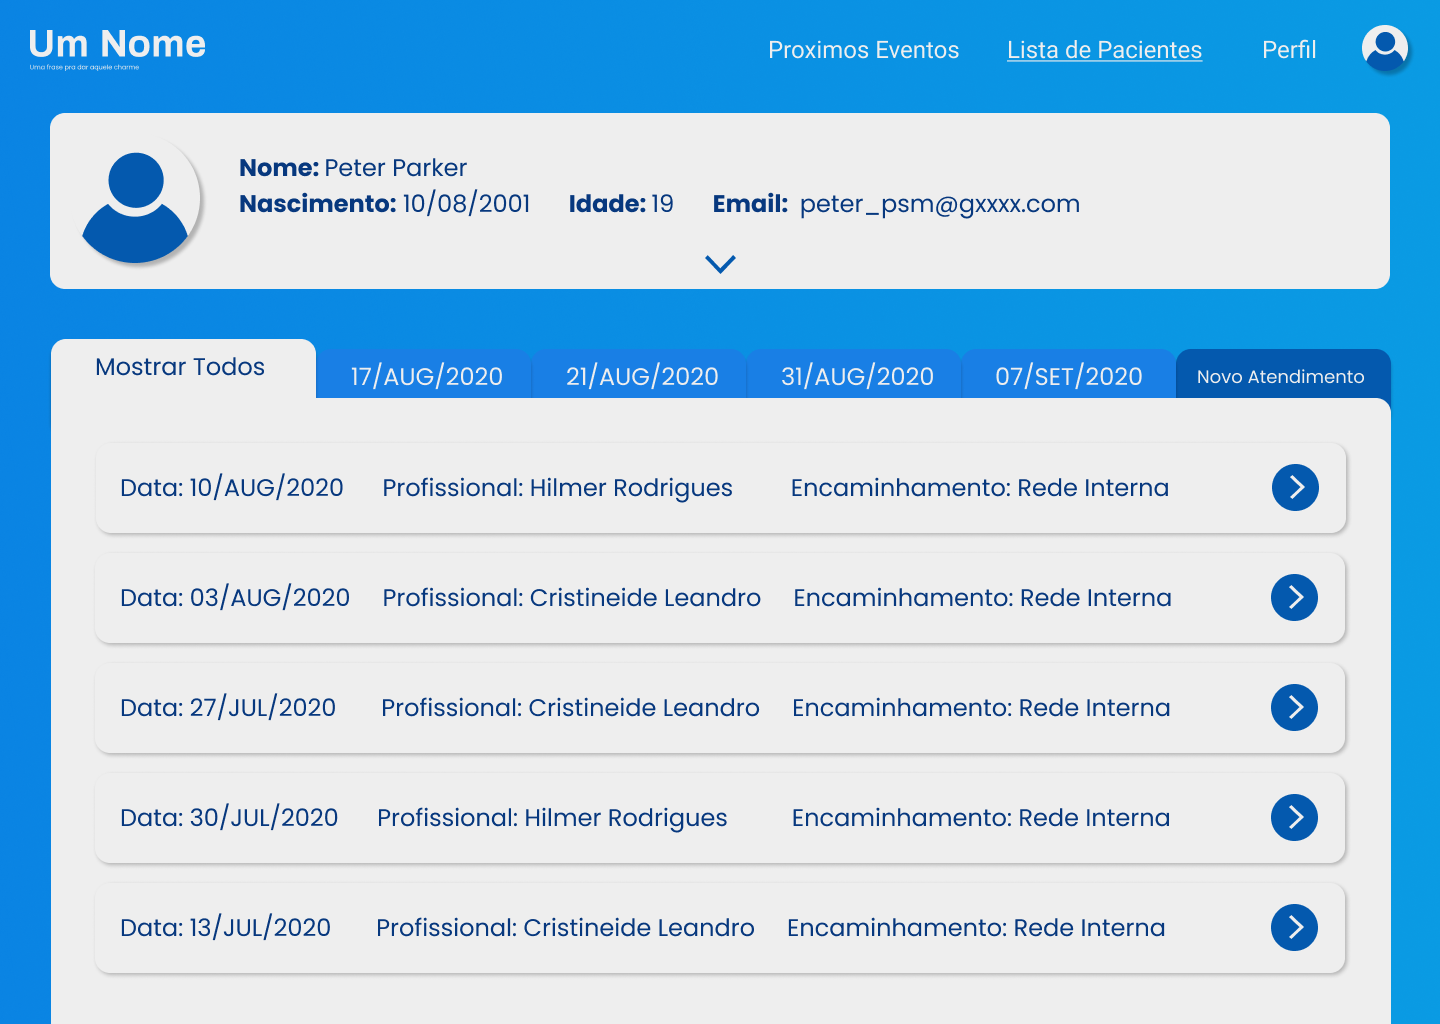 Um Nome
Uma frase pra dar aquele charme
Proximos Eventos Lista de Pacientes Perfil
Nome: Peter Parker
Nascimento: 10/08/2001 Idade: 19 Email: peter_psm@gxxxx.com
Mostrar Todos 17/AUG/2020 21/AUG/2020 31/AUG/2020 07/SET/2020 Novo Atendimento
Data: 10/AUG/2020 Profissional: Hilmer Rodrigues Encaminhamento: Rede Interna
Data: 03/AUG/2020 Profissional: Cristineide Leandro Encaminhamento: Rede Interna
Data: 27/JUL/2020 Profissional: Cristineide Leandro Encaminhamento: Rede Interna
Data: 30/JUL/2020 Profissional: Hilmer Rodrigues Encaminhamento: Rede Interna
Data: 13/JUL/2020 Profissional: Cristineide Leandro Encaminhamento: Rede Interna